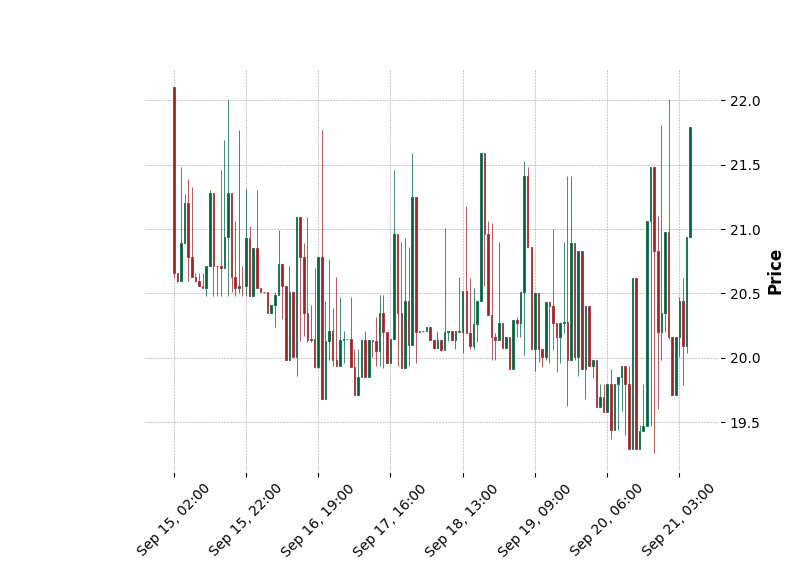 22.0
21.5
21.0
20.5
20.0
19.5
Price
Sep 15, 02:00
Sep 15, 22:00
Sep 16, 19:00
Sep 17, 16:00
Sep 18, 13:00
Sep 19, 09:00
Sep 20, 06:00
Sep 21, 03:00